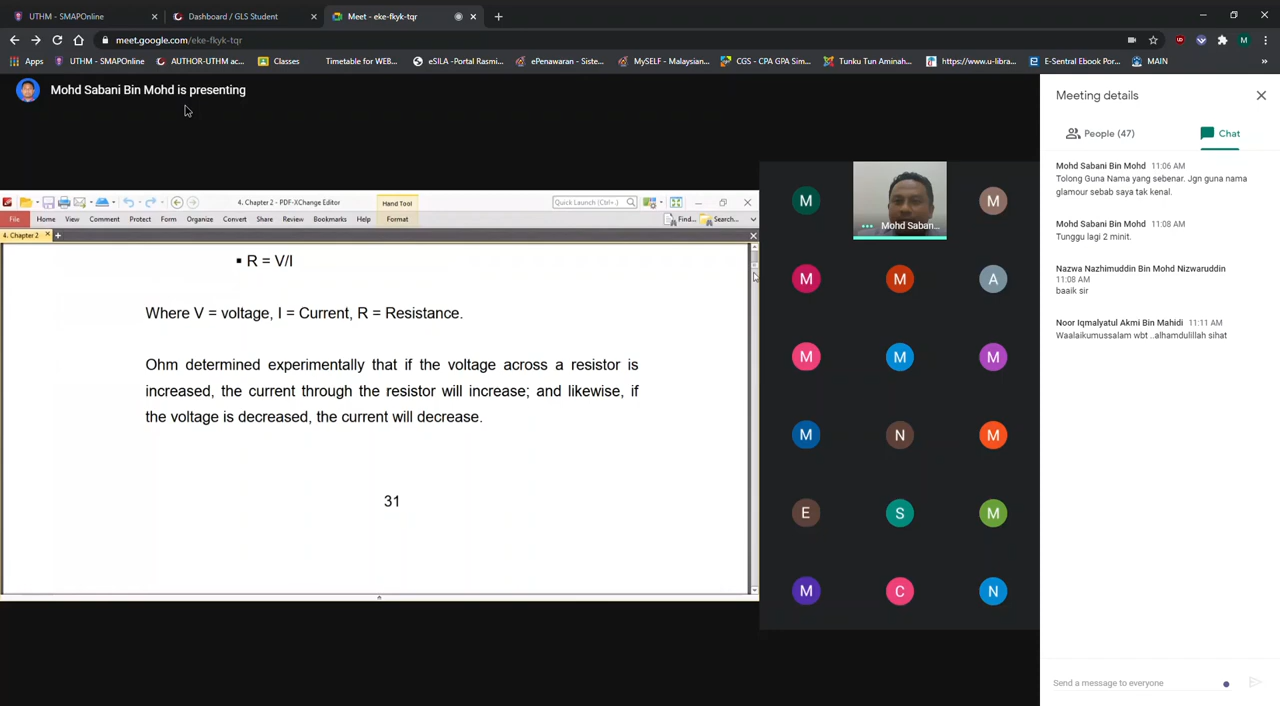 UTHM - SMAPOnline
Dashboard / GLS Student
Meet - eke-fkyk-tqr
meet.google.com/eke-fkyk-tqr
Apps
UTHM - SMAPOnline
AUTHOR-UTHM ac...
Classes
Timetable for WEB...
eSILA -Portal Rasmi...
ePenawaran - Siste...
MySELF - Malaysian...
CGS - CPA GPA Sim...
Tunku Tun Aminah...
https://www.u-libra...
E-Sentral Ebook Por...
MAIN
Mohd Sabani Bin Mohd is presenting
4. Chapter 2 - PDF-XChange Editor
Hand Tool
Quick Launch (Ctrl+.)
File
Home
View
Comment
Protect
Form
Organize
Convert
Share
Review
Bookmarks
Help
Format
Find...
Search...
4. Chapter 2
▪ R = V/I
Where V = voltage, I = Current, R = Resistance.
Ohm determined experimentally that if the voltage across a resistor is
increased, the current through the resistor will increase; and likewise, if
the voltage is decreased, the current will decrease.
31
M
Mohd Saban...
M
M
M
A
M
M
M
M
N
M
E
S
M
M
C
N
Meeting details
People (47)
Chat
Mohd Sabani Bin Mohd 11:06 AM
Tolong Guna Nama yang sebenar. Jgn guna nama
glamour sebab saya tak kenal.
Mohd Sabani Bin Mohd 11:08 AM
Tunggu lagi 2 minit.
Nazwa Nazhimuddin Bin Mohd Nizwaruddin
11:08 AM
baaik sir
Noor Iqmalyatul Akmi Bin Mahidi 11:11 AM
Waalaikumussalam wbt ..alhamdulillah sihat
Send a message to everyone